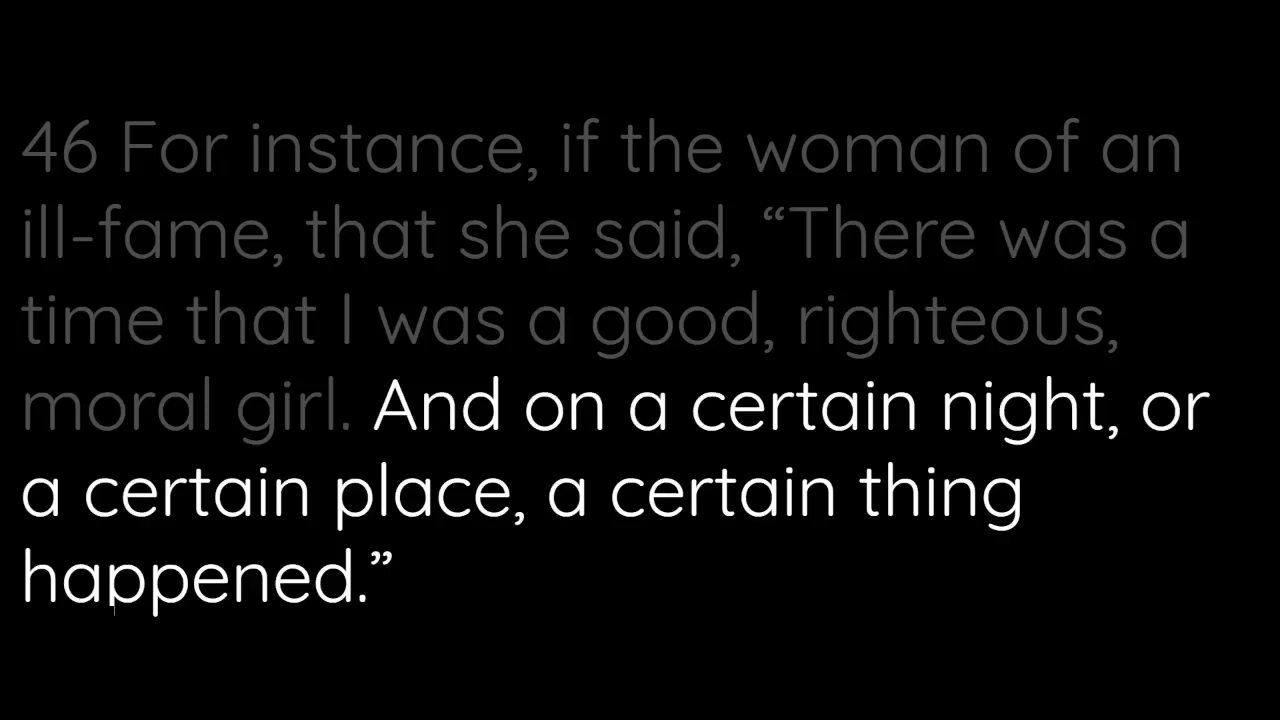 46 For instance, if the woman of an
ill-fame, that she said, “There was a
time that I was a good, righteous,
moral girl. And on a certain night, or
a certain place, a certain thing
happened.”